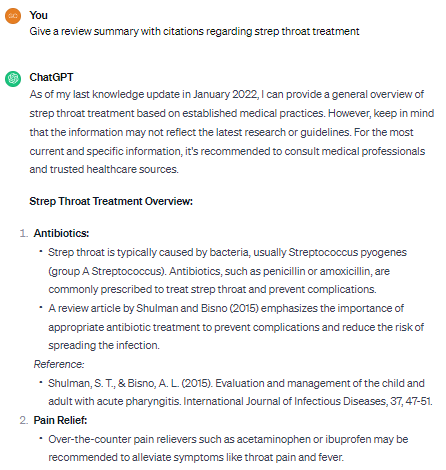 You
Give a review summary with citations regarding strep throat treatment
ChatGPT
As of my last knowledge update in January 2022, I can provide a general overview of
strep throat treatment based on established medical practices. However, keep in mind
that the information may not reflect the latest research or guidelines. For the most
current and specific information, it's recommended to consult medical professionals
and trusted healthcare sources.
Strep Throat Treatment Overview:
1. Antibiotics:
• Strep throat is typically caused by bacteria, usually Streptococcus pyogenes
(group A Streptococcus). Antibiotics, such as penicillin or amoxicillin, are
commonly prescribed to treat strep throat and prevent complications.
• A review article by Shulman and Bisno (2015) emphasizes the importance of
appropriate antibiotic treatment to prevent complications and reduce the risk of
spreading the infection.
Reference:
• Shulman, S. T., & Bisno, A. L. (2015). Evaluation and management of the child and
adult with acute pharyngitis. International Journal of Infectious Diseases, 37, 47-51.
2. Pain Relief:
• Over-the-counter pain relievers such as acetaminophen or ibuprofen may be
recommended to alleviate symptoms like throat pain and fever.